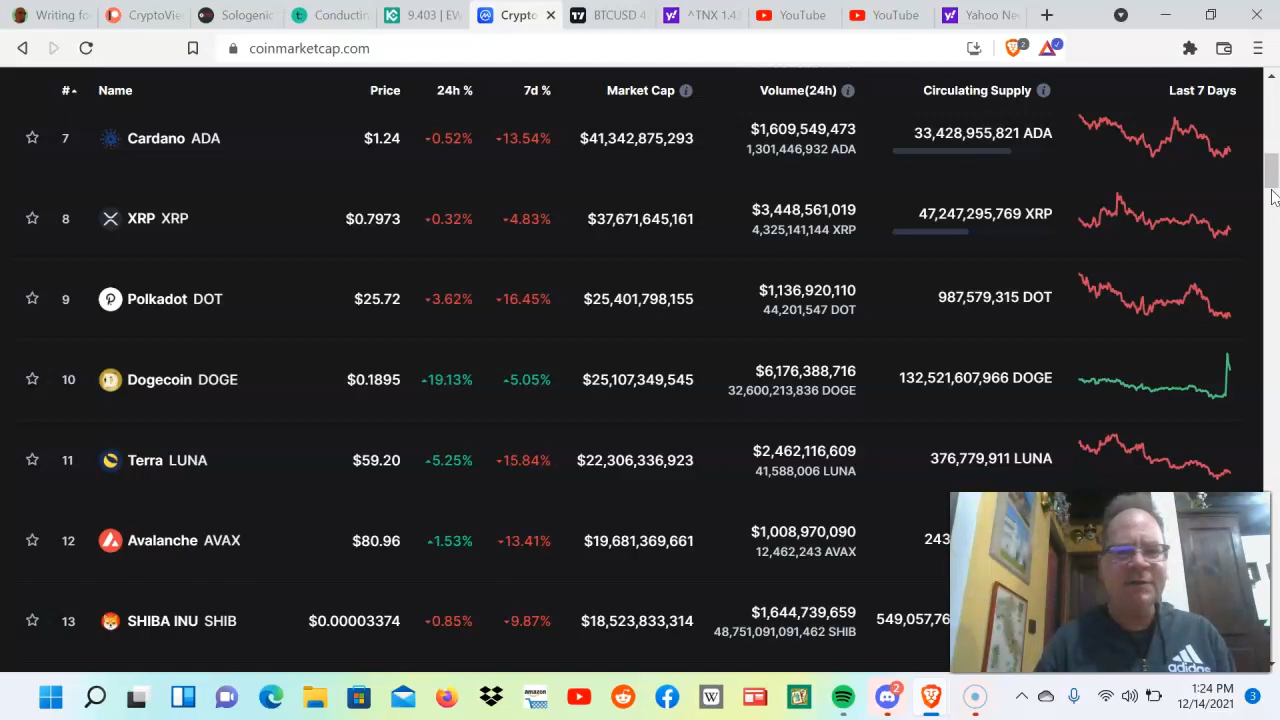 Writing for
CryptoView
Sologenic
Conductin
9.403 | EW
Crypto
BTCUSD 4
^TNX 1.42
YouTube
YouTube
Yahoo Nev
coinmarketcap.com
2
# Name Price 24h % 7d % Market Cap Volume(24h) Circulating Supply Last 7 Days
7 Cardano ADA $1.24 0.52% 13.54% $41,342,875,293 $1,609,549,473 33,428,955,821 ADA
1,301,446,932 ADA
8 XRP XRP $0.7973 0.32% 4.83% $37,671,645,161 $3,448,561,019 47,247,295,769 XRP
4,325,141,144 XRP
9 Polkadot DOT $25.72 3.62% 16.45% $25,401,798,155 $1,136,920,110 987,579,315 DOT
44,201,547 DOT
10 Dogecoin DOGE $0.1895 19.13% 5.05% $25,107,349,545 $6,176,388,716 132,521,607,966 DOGE
32,600,213,836 DOGE
11 Terra LUNA $59.20 5.25% 15.84% $22,306,336,923 $2,462,116,609 376,779,911 LUNA
41,588,006 LUNA
12 Avalanche AVAX $80.96 1.53% 13.41% $19,681,369,661 $1,008,970,090 243
12,462,243 AVAX
13 SHIBA INU SHIB $0.00003374 0.85% 9.87% $18,523,833,314 $1,644,739,659 549,057,76
48,751,091,091,462 SHIB
adidas
amazon
W
2
1:24 PM
12/14/2021
3